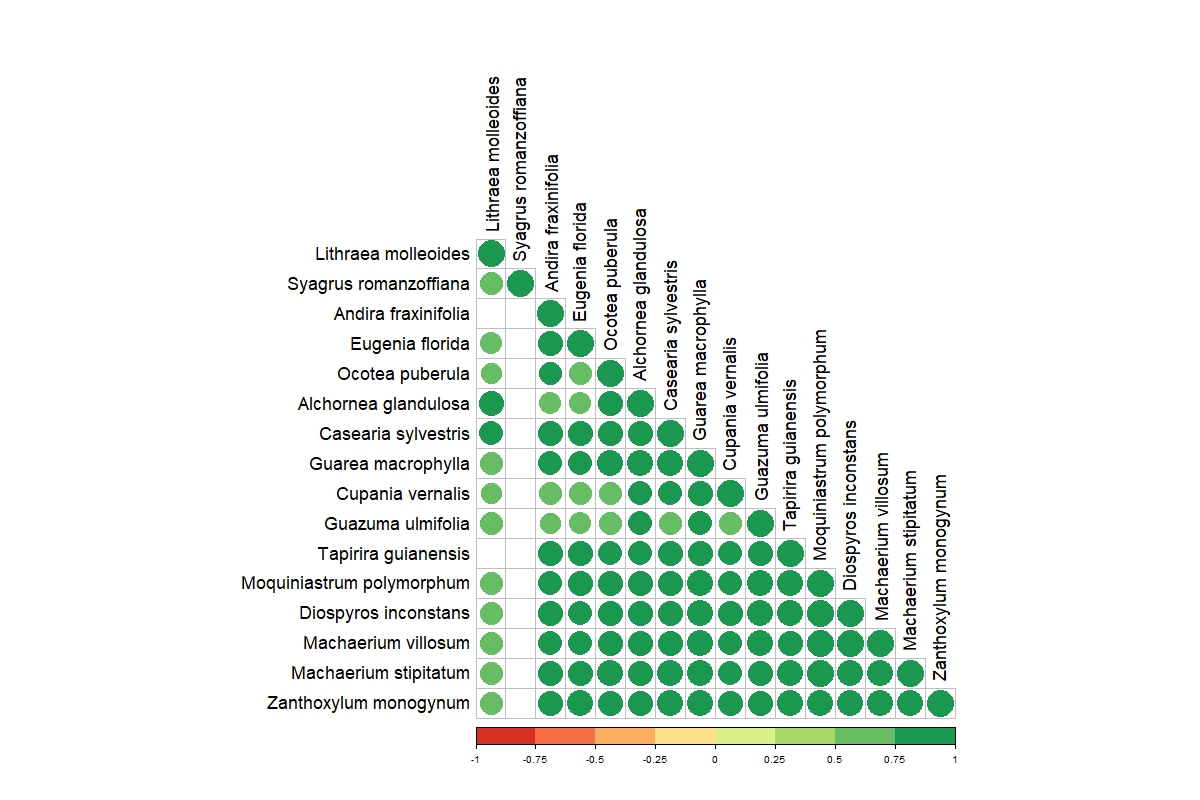 Lithraea molleoides
Syagrus romanzoffiana
Andira fraxinifolia
Eugenia florida
Ocotea puberula
Alchornea glandulosa
Casearia sylvestris
Guarea macrophylla
Cupania vernalis
Guazuma ulmifolia
Tapirira guianensis
Moquiniastrum polymorphum
Diospyros inconstans
Machaerium villosum
Machaerium stipitatum
Zanthoxylum monogynum
Lithraea molleoides
Syagrus romanzoffiana
Andira fraxinifolia
Eugenia florida
Ocotea puberula
Alchornea glandulosa
Casearia sylvestris
Guarea macrophylla
Cupania vernalis
Guazuma ulmifolia
Tapirira guianensis
Moquiniastrum polymorphum
Diospyros inconstans
Machaerium villosum
Machaerium stipitatum
Zanthoxylum monogynum
-1 -0.75 -0.5 -0.25 0 0.25 0.5 0.75 1